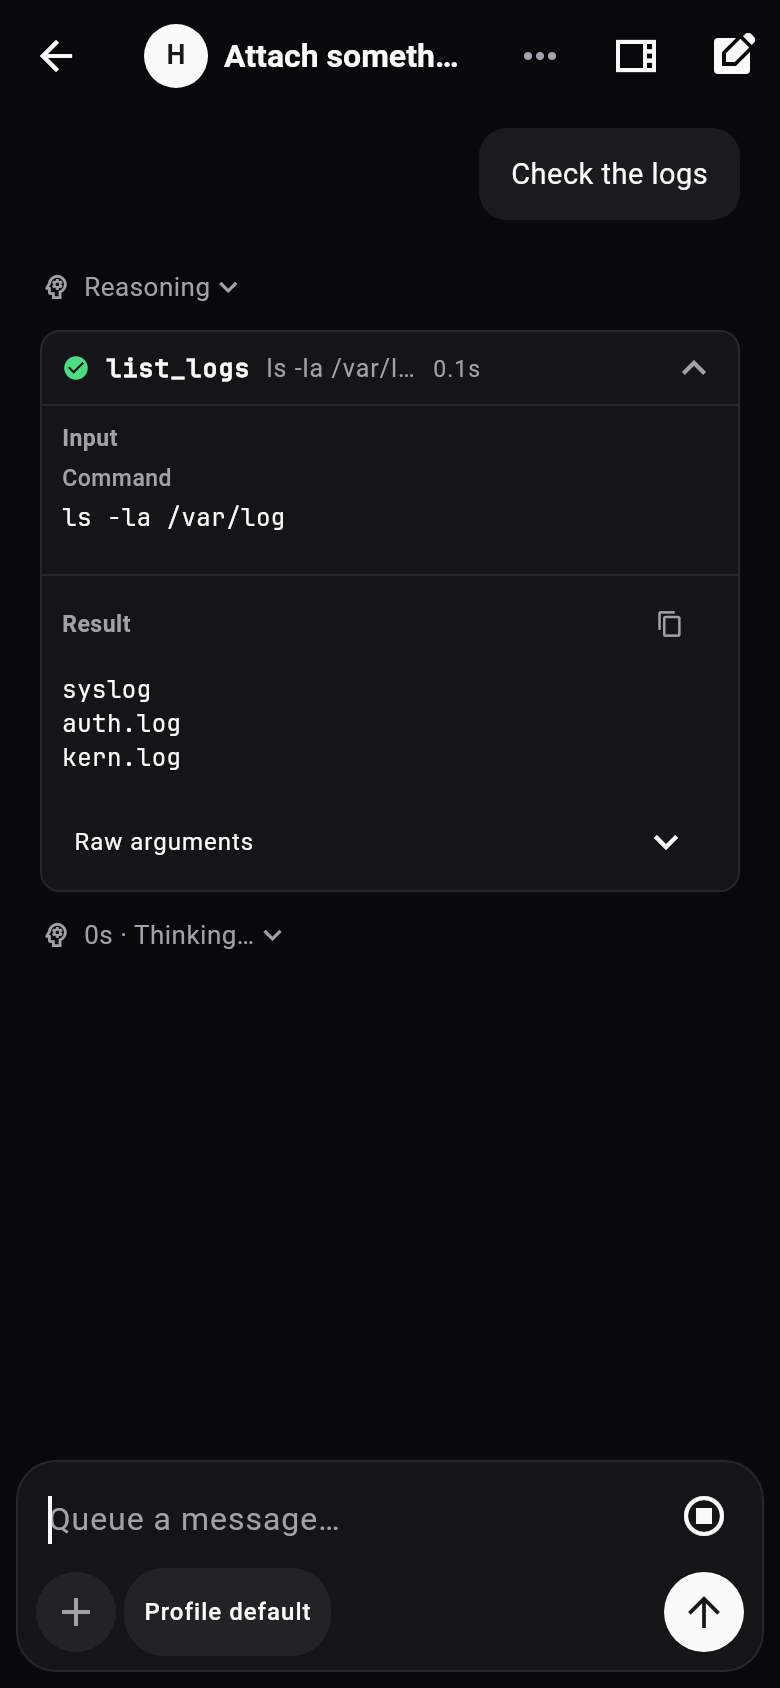 H
Attach someth…
Check the logs
Reasoning
list_logs ls -la /var/l… 0.1s
Input
Command
ls -la /var/log
Result
syslog
auth.log
kern.log
Raw arguments
0s · Thinking…
Queue a message…
Profile default